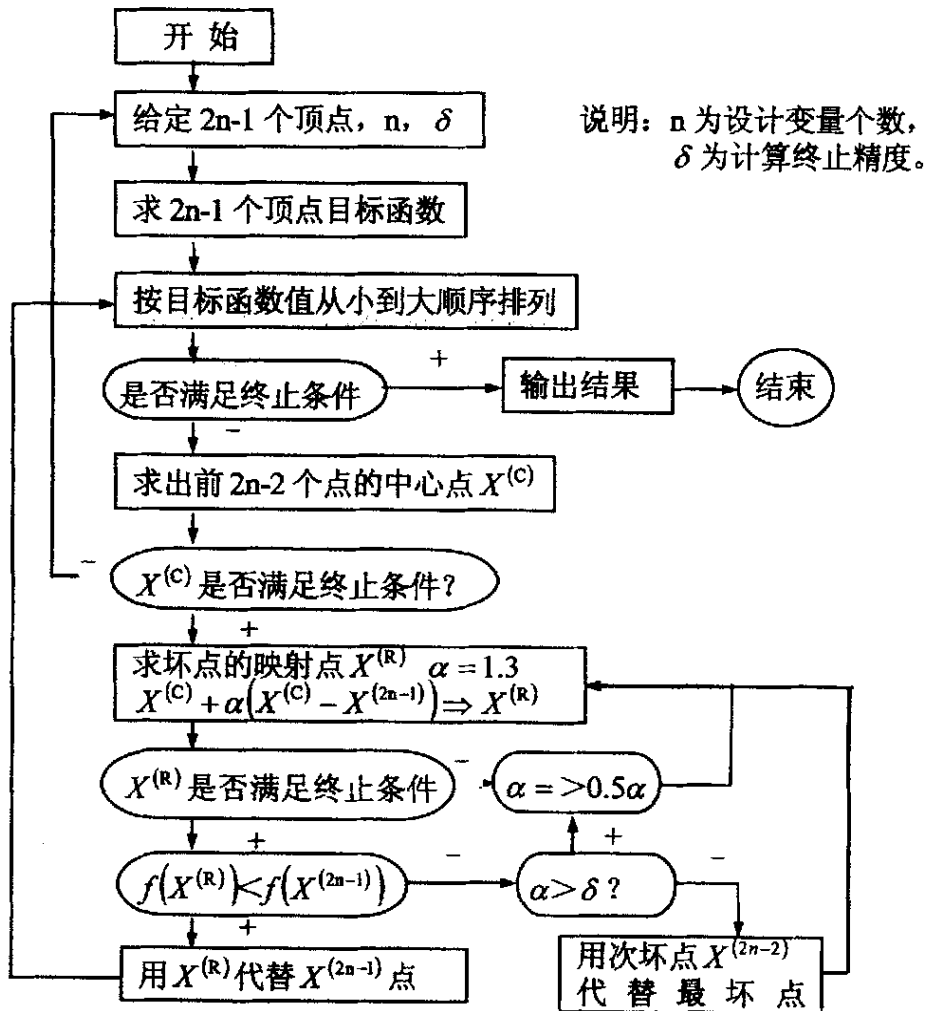 开 始
给定 2n-1 个顶点，n，δ
说明：n 为设计变量个数，
δ 为计算终止精度。
求 2n-1 个顶点目标函数
按目标函数值从小到大顺序排列
+
是否满足终止条件
输出结果
结束
−
求出前 2n-2 个点的中心点 X^(C)
−
X^(C) 是否满足终止条件？
+
求坏点的映射点 X^(R) α=1.3
X^(C)+α(X^(C)−X^(2n−1))⇒X^(R)
X^(R) 是否满足终止条件
−
α=>0.5α
+
−
+
−
f(X^(R))<f(X^(2n−1))
α>δ？
+
用 X^(R) 代替 X^(2n−1) 点
用次坏点 X^(2n−2)
代 替 最 坏 点